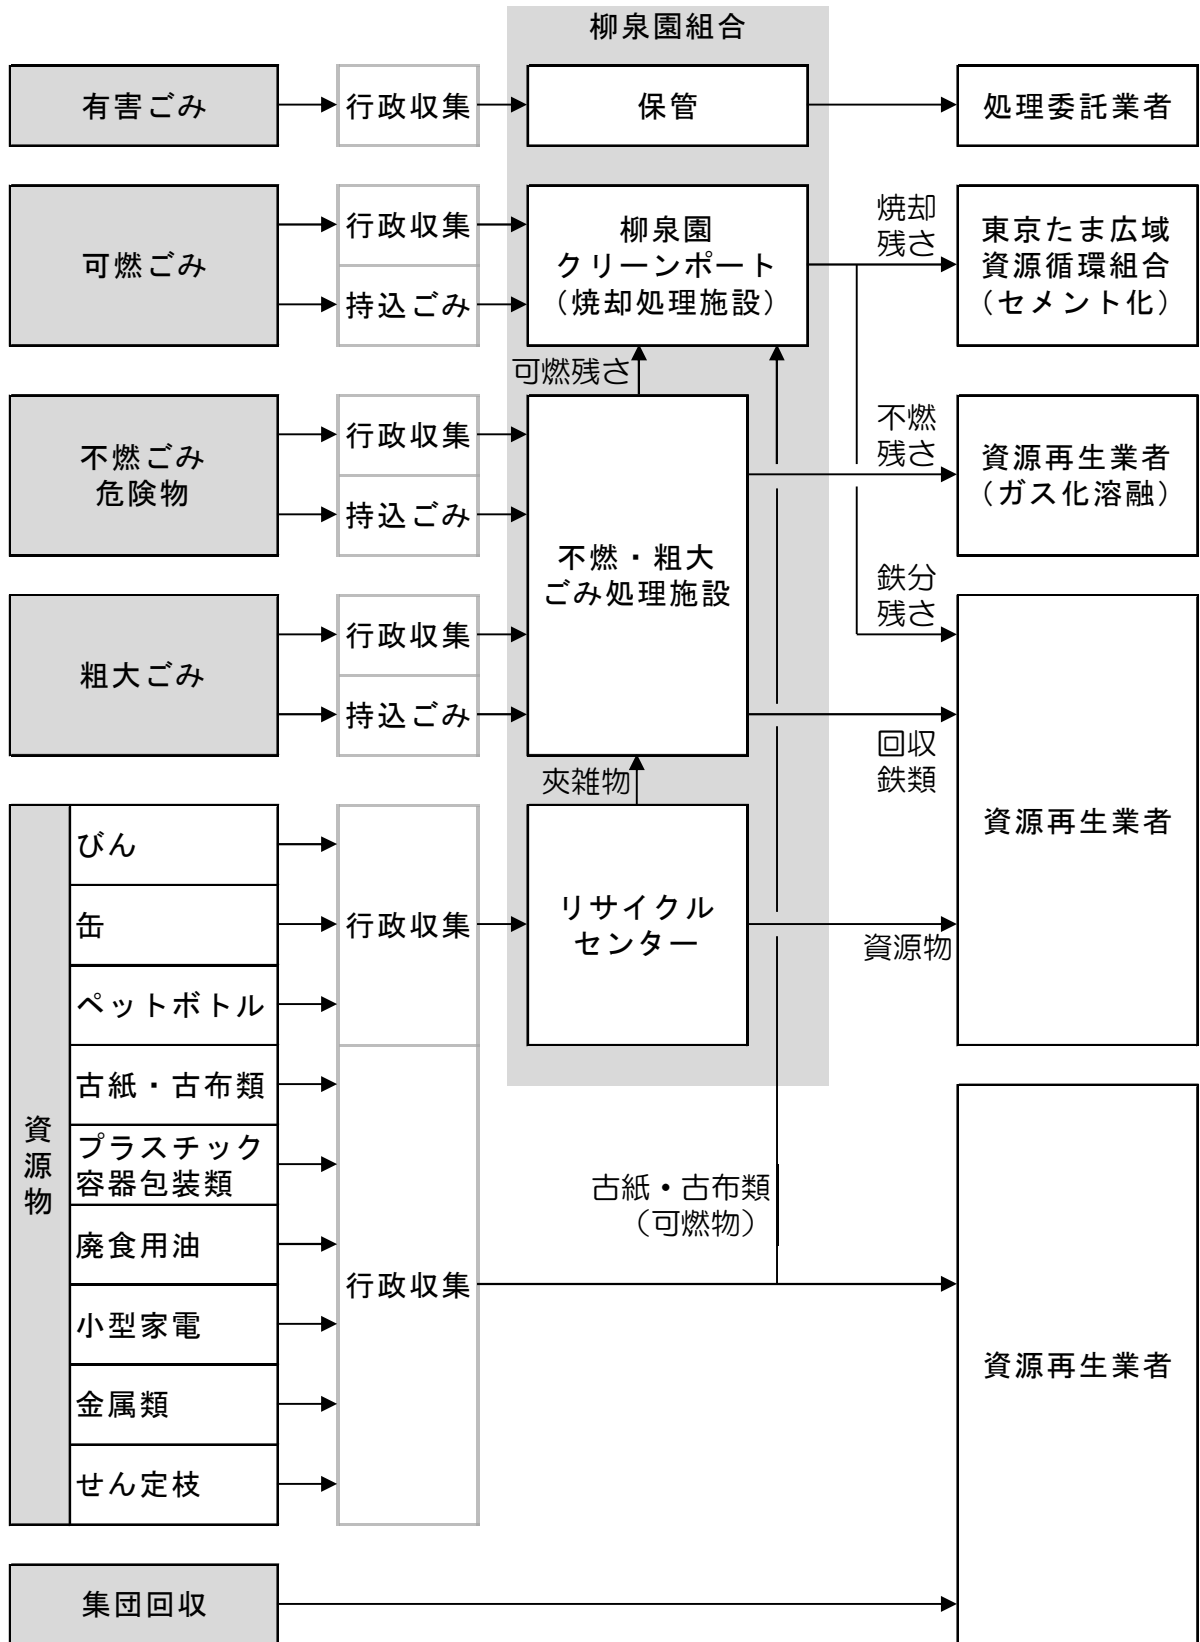 柳泉園組合
有害ごみ
行政収集
保管
処理委託業者
可燃ごみ
行政収集
持込ごみ
柳泉園
クリーンポート
（焼却処理施設）
焼却
残さ
東京たま広域
資源循環組合
（セメント化）
可燃残さ
不燃ごみ
危険物
行政収集
持込ごみ
不燃・粗大
ごみ処理施設
不燃
残さ
資源再生業者
（ガス化溶融）
鉄分
残さ
粗大ごみ
行政収集
持込ごみ
回収
鉄類
資源再生業者
夾雑物
資源物
びん
缶
ペットボトル
行政収集
リサイクル
センター
資源物
古紙・古布類
プラスチック
容器包装類
廃食用油
小型家電
金属類
せん定枝
行政収集
古紙・古布類
（可燃物）
資源再生業者
集団回収